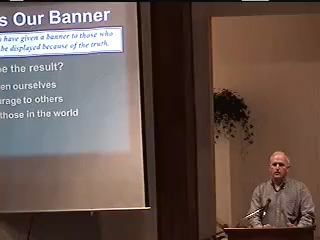 s Our Banner
have given a banner to those who
be displayed because of the truth.
e the result?
en ourselves
urage to others
those in the world